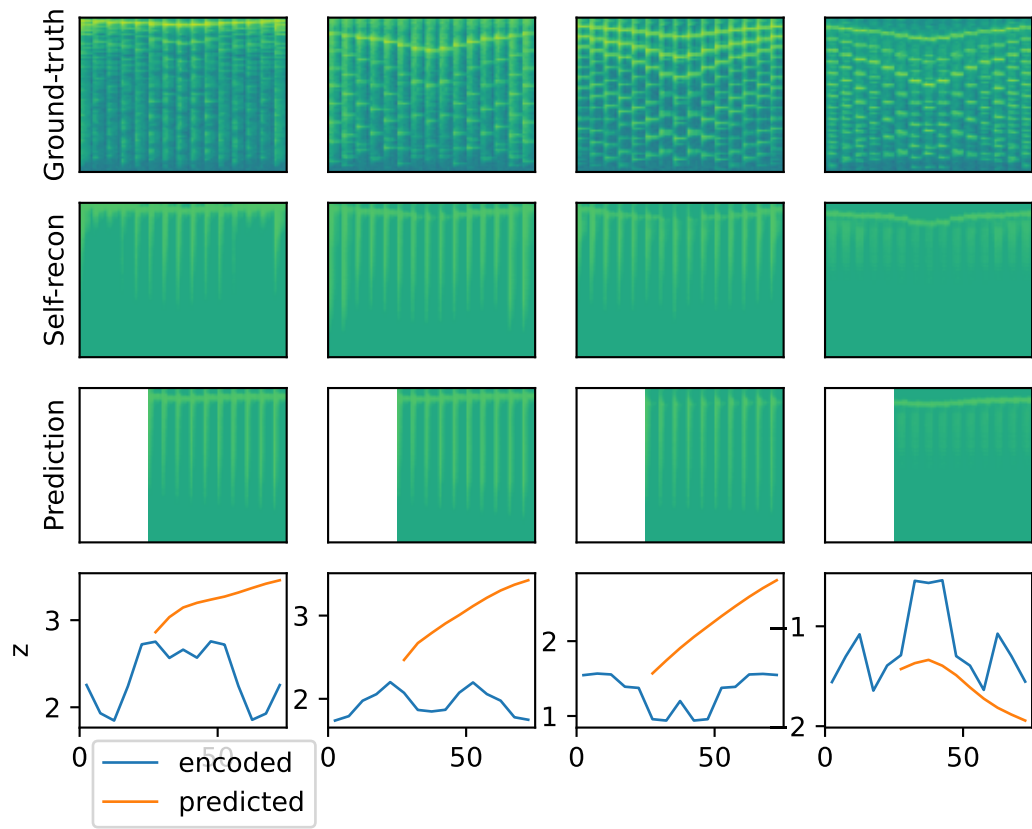 Ground-truth
Self-recon
Prediction
z
3
2
3
2
2
1
−1
−2
0
50
0
50
0
50
0
50
encoded
predicted